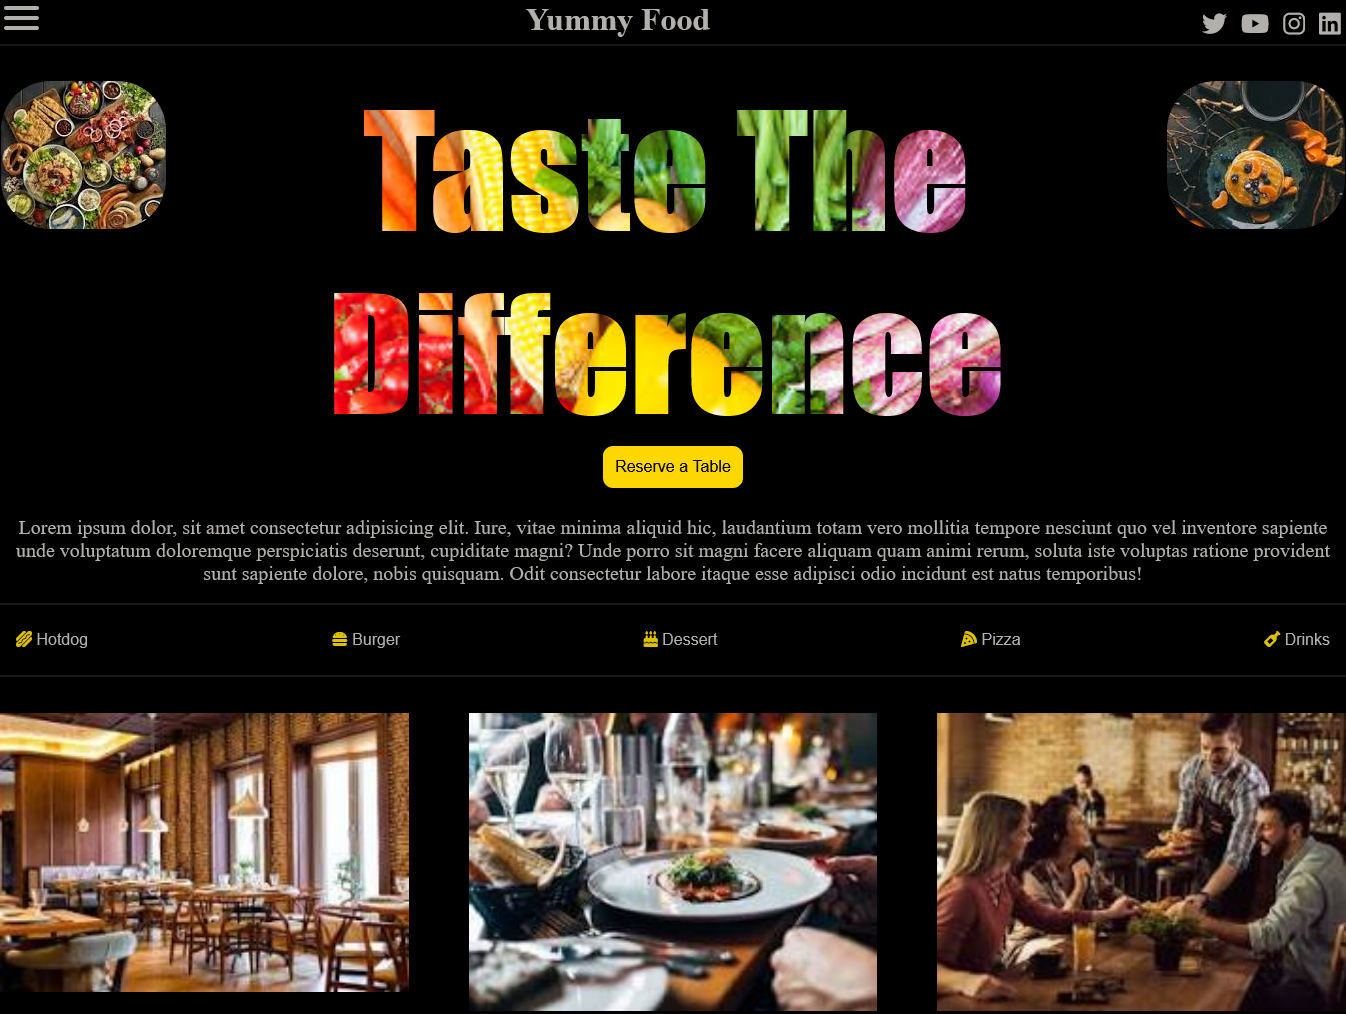 Yummy Food
Taste The
Difference
Reserve a Table
Lorem ipsum dolor, sit amet consectetur adipisicing elit. Iure, vitae minima aliquid hic, laudantium totam vero mollitia tempore nesciunt quo vel inventore sapiente
unde voluptatum doloremque perspiciatis deserunt, cupiditate magni? Unde porro sit magni facere aliquam quam animi rerum, soluta iste voluptas ratione provident
sunt sapiente dolore, nobis quisquam. Odit consectetur labore itaque esse adipisci odio incidunt est natus temporibus!
Hotdog
Burger
Dessert
Pizza
Drinks